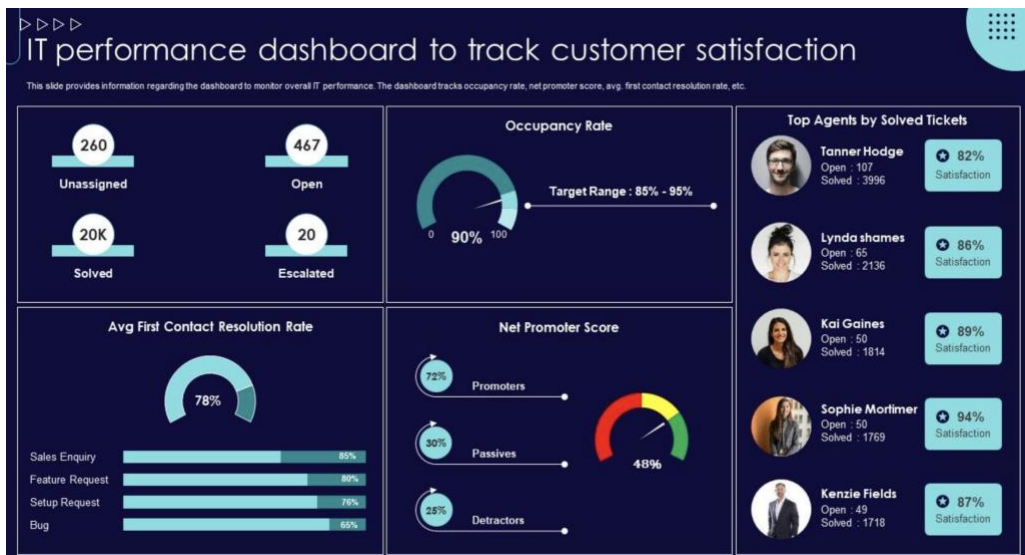 IT performance dashboard to track customer satisfaction
This slide provides information regarding the dashboard to monitor overall IT performance. The dashboard tracks occupancy rate, net promoter score, avg. first contact resolution rate, etc.
260
Unassigned
467
Open
20K
Solved
20
Escalated
Occupancy Rate
Target Range : 85% - 95%
0
90%
100
Avg First Contact Resolution Rate
78%
Sales Enquiry 85%
Feature Request 80%
Setup Request 76%
Bug 65%
Net Promoter Score
72%
Promoters
30%
Passives
25%
Detractors
48%
Top Agents by Solved Tickets
Tanner Hodge
Open : 107
Solved : 3996
82%
Satisfaction
Lynda shames
Open : 65
Solved : 2136
86%
Satisfaction
Kai Gaines
Open : 50
Solved : 1814
89%
Satisfaction
Sophie Mortimer
Open : 50
Solved : 1769
94%
Satisfaction
Kenzie Fields
Open : 49
Solved : 1718
87%
Satisfaction